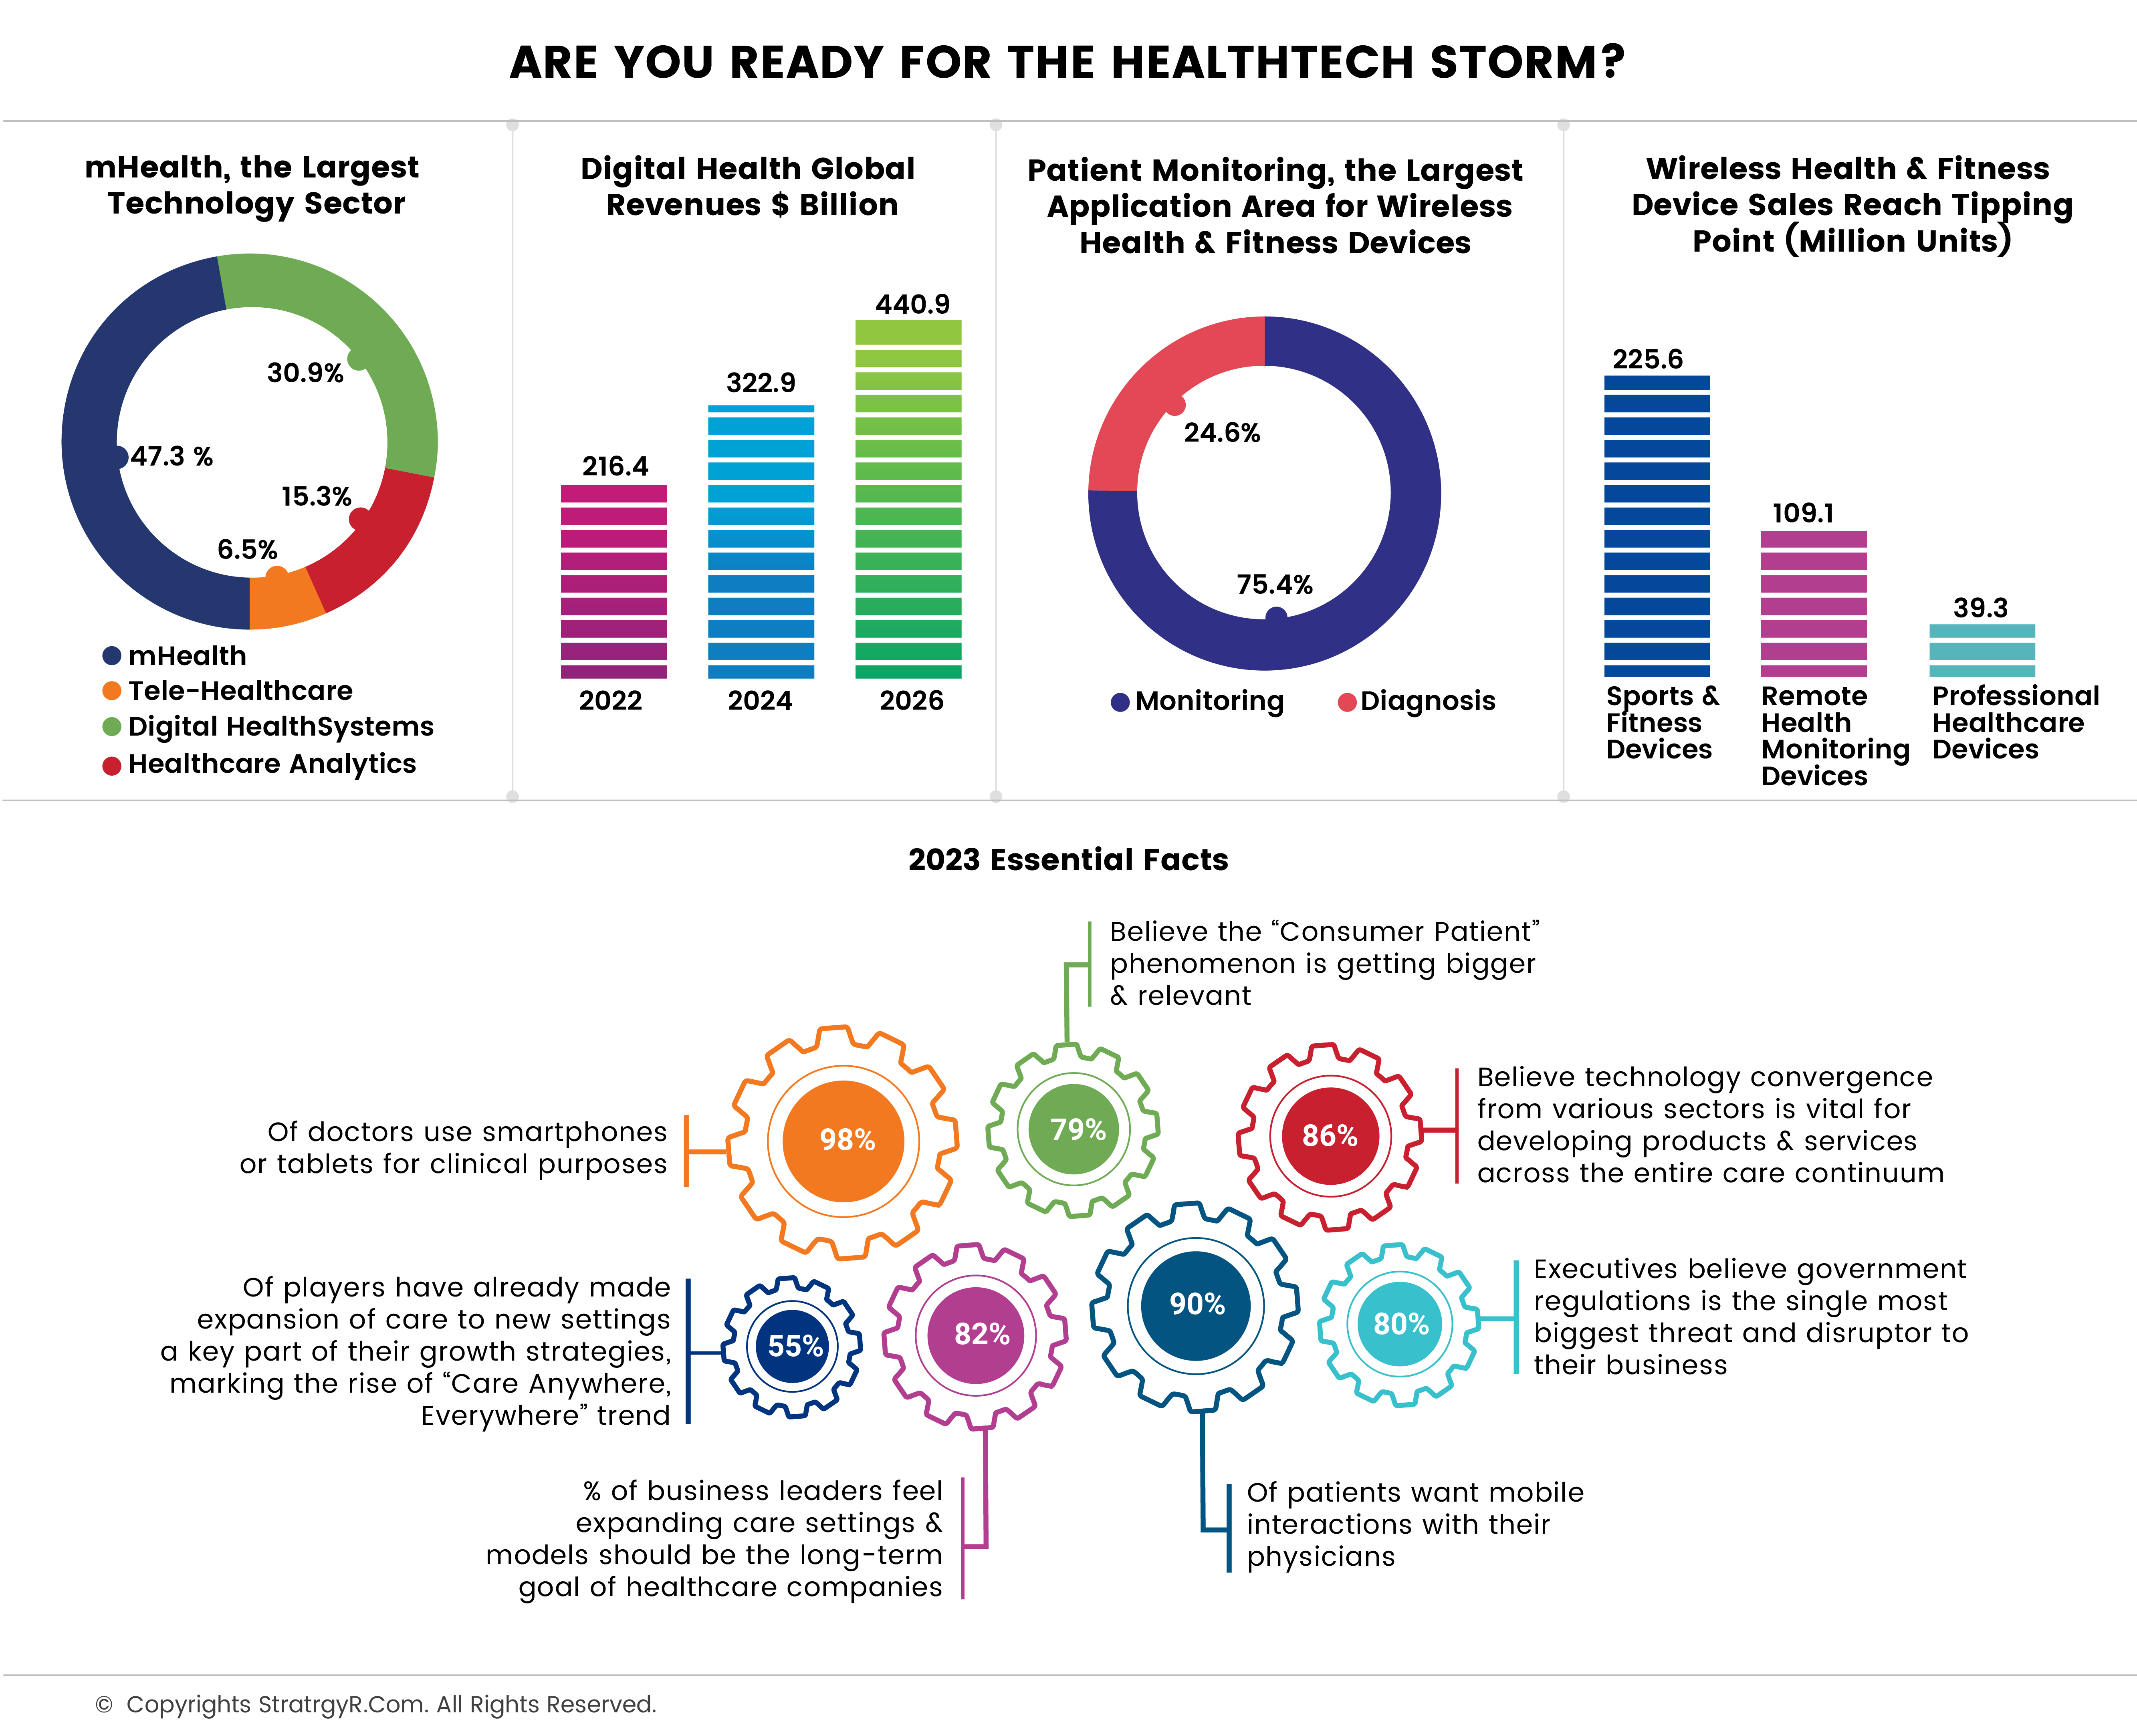 ARE YOU READY FOR THE HEALTHTECH STORM?
mHealth, the Largest
Technology Sector
30.9%
47.3 %
15.3%
6.5%
mHealth
Tele-Healthcare
Digital HealthSystems
Healthcare Analytics
Digital Health Global
Revenues $ Billion
440.9
322.9
216.4
2022
2024
2026
Patient Monitoring, the Largest
Application Area for Wireless
Health & Fitness Devices
24.6%
75.4%
Monitoring
Diagnosis
Wireless Health & Fitness
Device Sales Reach Tipping
Point (Million Units)
225.6
109.1
39.3
Sports &
Fitness
Devices
Remote
Health
Monitoring
Devices
Professional
Healthcare
Devices
2023 Essential Facts
Believe the “Consumer Patient”
phenomenon is getting bigger
& relevant
79%
Of doctors use smartphones
or tablets for clinical purposes
98%
86%
Believe technology convergence
from various sectors is vital for
developing products & services
across the entire care continuum
Of players have already made
expansion of care to new settings
a key part of their growth strategies,
marking the rise of “Care Anywhere,
Everywhere” trend
55%
82%
90%
80%
Executives believe government
regulations is the single most
biggest threat and disruptor to
their business
% of business leaders feel
expanding care settings &
models should be the long-term
goal of healthcare companies
Of patients want mobile
interactions with their
physicians
© Copyrights StratrgyR.Com. All Rights Reserved.